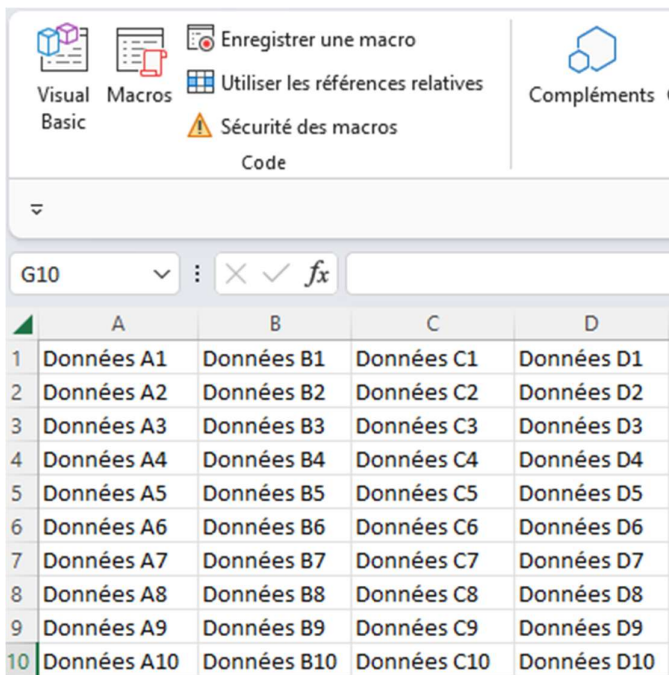 Visual Basic
Macros
Enregistrer une macro
Utiliser les références relatives
Sécurité des macros
Code
Compléments
G10 fx
A B C D
1 Données A1 Données B1 Données C1 Données D1
2 Données A2 Données B2 Données C2 Données D2
3 Données A3 Données B3 Données C3 Données D3
4 Données A4 Données B4 Données C4 Données D4
5 Données A5 Données B5 Données C5 Données D5
6 Données A6 Données B6 Données C6 Données D6
7 Données A7 Données B7 Données C7 Données D7
8 Données A8 Données B8 Données C8 Données D8
9 Données A9 Données B9 Données C9 Données D9
10 Données A10 Données B10 Données C10 Données D10